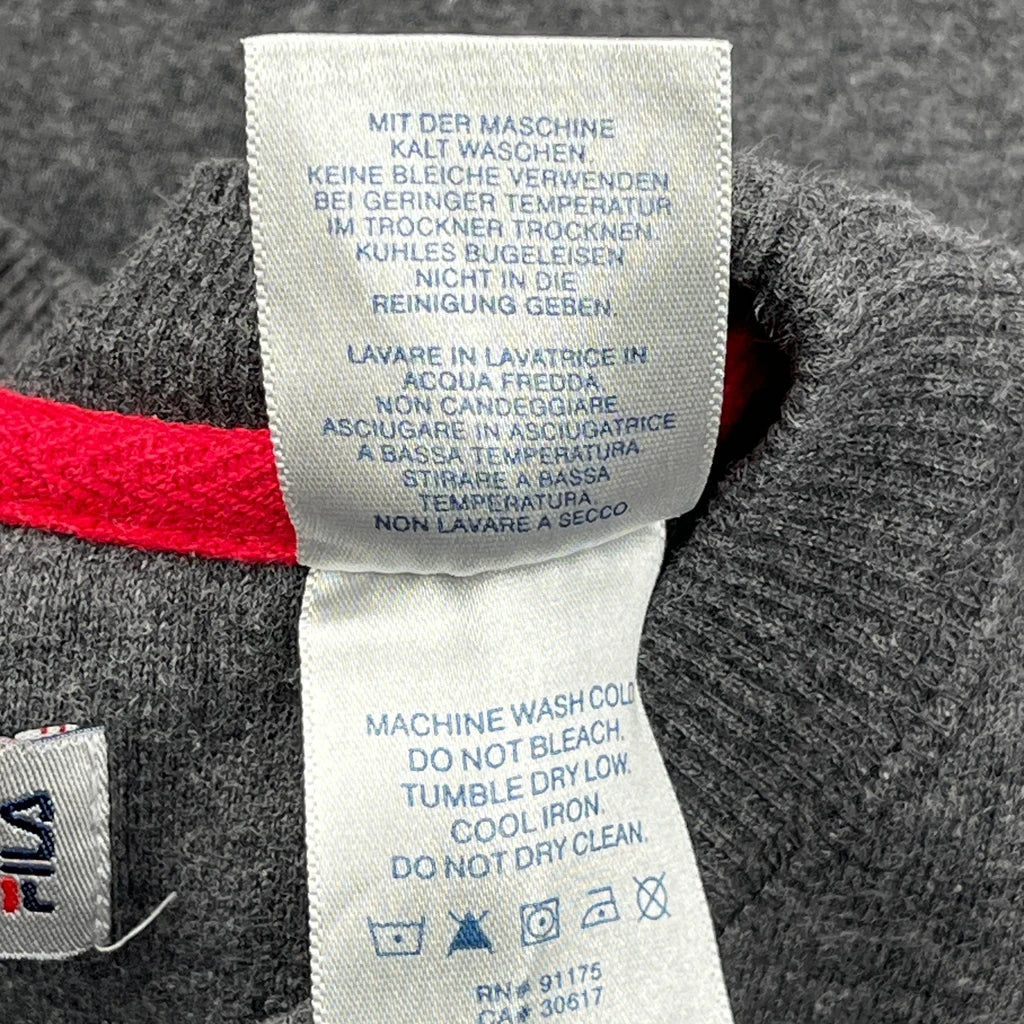 MIT DER MASCHINE
KALT WASCHEN.
KEINE BLEICHE VERWENDEN.
BEI GERINGER TEMPERATUR
IM TROCKNER TROCKNEN.
KUHLES BUGELEISEN
NICHT IN DIE
REINIGUNG GEBEN.
LAVARE IN LAVATRICE IN
ACQUA FREDDA.
NON CANDEGGIARE
ASCIUGARE IN ASCIUGATRICE
A BASSA TEMPERATURA
STIRARE A BASSA
TEMPERATURA
NON LAVARE A SECCO.
MACHINE WASH COLD
DO NOT BLEACH.
TUMBLE DRY LOW.
COOL IRON.
DO NOT DRY CLEAN.
RN# 91175
CA# 30617
FILA